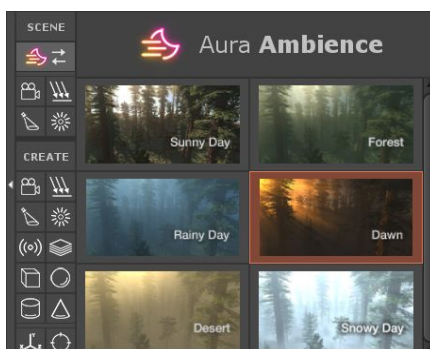 SCENE
Aura Ambience
Sunny Day
Forest
CREATE
Rainy Day
Dawn
Desert
Snowy Day